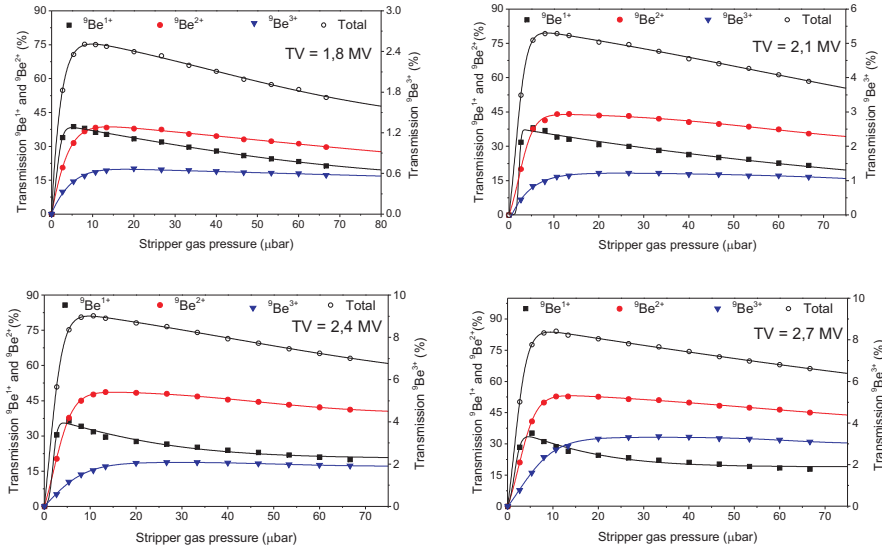 ⁹Be¹⁺ ⁹Be²⁺ ⁹Be³⁺ Total
TV = 1,8 MV
Transmission ⁹Be¹⁺ and ⁹Be²⁺ (%)
90
75
60
45
30
15
0
0 10 20 30 40 50 60 70 80
Stripper gas pressure (μbar)
3.0
2.4
1.8
1.2
0.6
0.0
Transmission ⁹Be³⁺ (%)
⁹Be¹⁺ ⁹Be²⁺ ⁹Be³⁺ Total
TV = 2,1 MV
Transmission ⁹Be¹⁺ and ⁹Be²⁺ (%)
90
75
60
45
30
15
0
0 10 20 30 40 50 60 70
Stripper gas pressure (μbar)
6
5
4
3
2
1
0
Transmission ⁹Be³⁺ (%)
⁹Be¹⁺ ⁹Be²⁺ ⁹Be³⁺ Total
TV = 2,4 MV
Transmission ⁹Be¹⁺ and ⁹Be²⁺(%)
90
75
60
45
30
15
0
0 10 20 30 40 50 60 70
Stripper gas pressure (μbar)
10
8
6
4
2
0
Transmission ⁹Be³⁺ (%)
⁹Be¹⁺ ⁹Be²⁺ ⁹Be³⁺ Total
TV = 2,7 MV
Transmission ⁹Be¹⁺ and ⁹Be²⁺ (%)
90
75
60
45
30
15
0
0 10 20 30 40 50 60 70
Stripper gas pressure (μbar)
10
8
6
4
2
0
Transmission ⁹Be³⁺ (%)